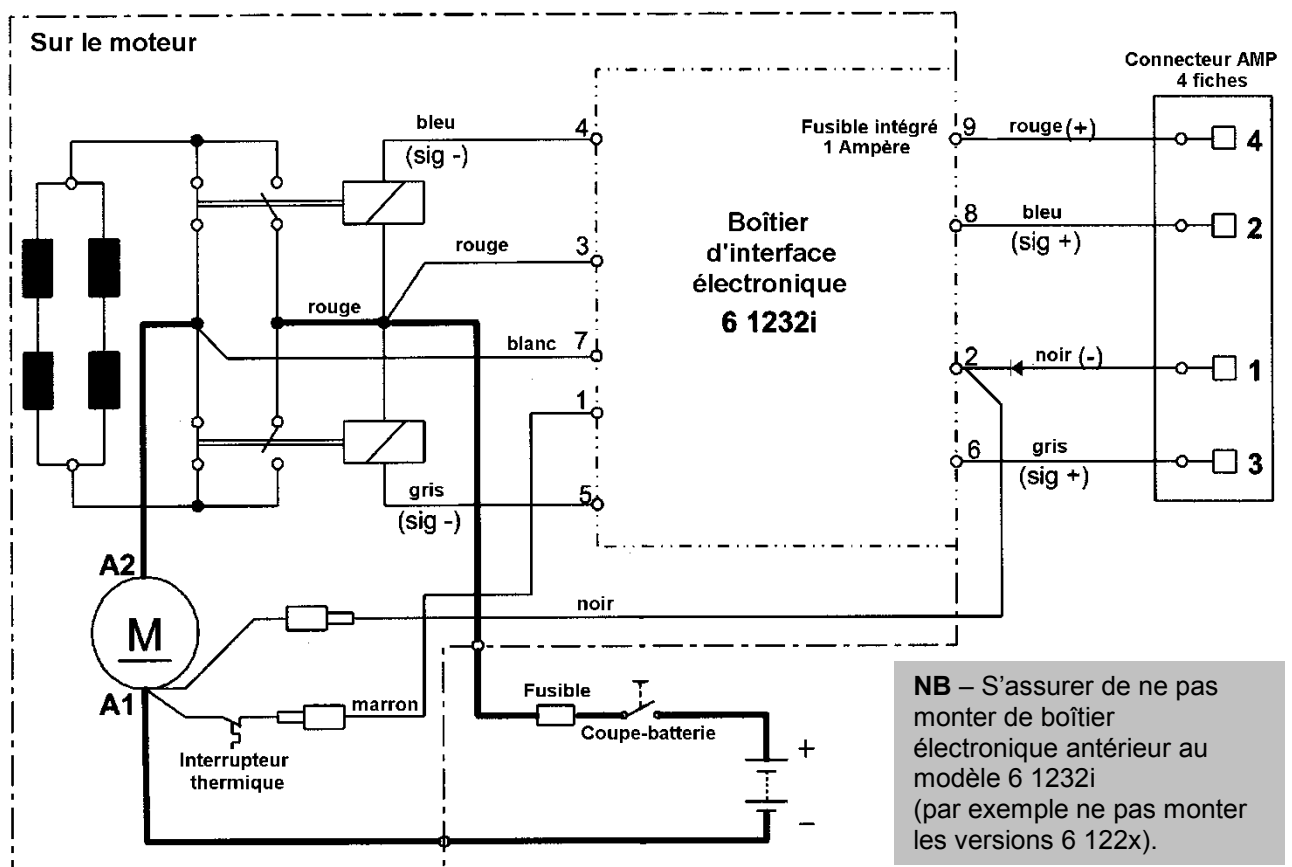 Sur le moteur
Connecteur AMP
4 fiches
bleu
(sig -)
4
Fusible intégré
1 Ampère
9
rouge (+)
4
8
bleu
(sig +)
2
rouge
3
Boîtier
d'interface
électronique
6 1232i
rouge
blanc
7
2
noir (-)
1
1
6
gris
(sig +)
3
gris
(sig -)
5
A2
M
A1
noir
marron
Interrupteur
thermique
Fusible
Coupe-batterie
+
–
NB – S'assurer de ne pas
monter de boîtier
électronique antérieur au
modèle 6 1232i
(par exemple ne pas monter
les versions 6 122x).